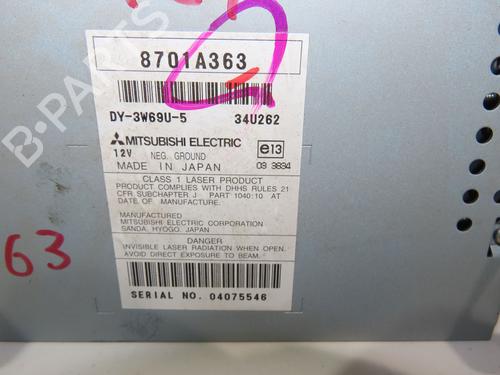 8701A363
DY-3W69U-5 34U262
MITSUBISHI ELECTRIC
12V NEG. GROUND
MADE IN JAPAN
e13
03 3634
CLASS 1 LASER PRODUCT
PRODUCT COMPLIES WITH DHHS RULES 21
CFR. SUBCHAPTER J PART 1040:10 AT
DATE OF MANUFACTURE.
MANUFACTURED
MITSUBISHI ELECTRIC CORPORATION
SANDA, HYOGO, JAPAN
DANGER
INVISIBLE LASER RADIATION WHEN OPEN.
AVOID DIRECT EXPOSURE TO BEAM.
SERIAL NO. 04075546
63
B-PARTS